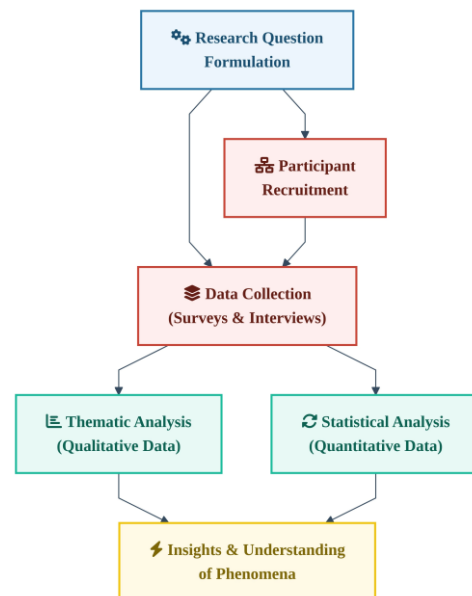 Research Question
Formulation
Participant
Recruitment
Data Collection
(Surveys & Interviews)
Thematic Analysis
(Qualitative Data)
Statistical Analysis
(Quantitative Data)
Insights & Understanding
of Phenomena